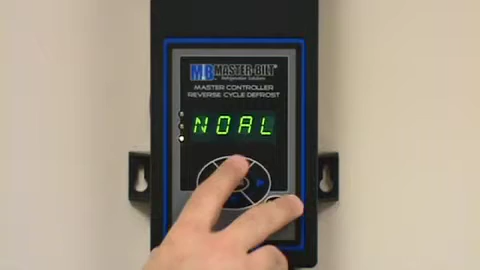 MB MASTER-BILT®
Refrigeration Solutions
MASTER CONTROLLER
REVERSE CYCLE DEFROST
NOAL